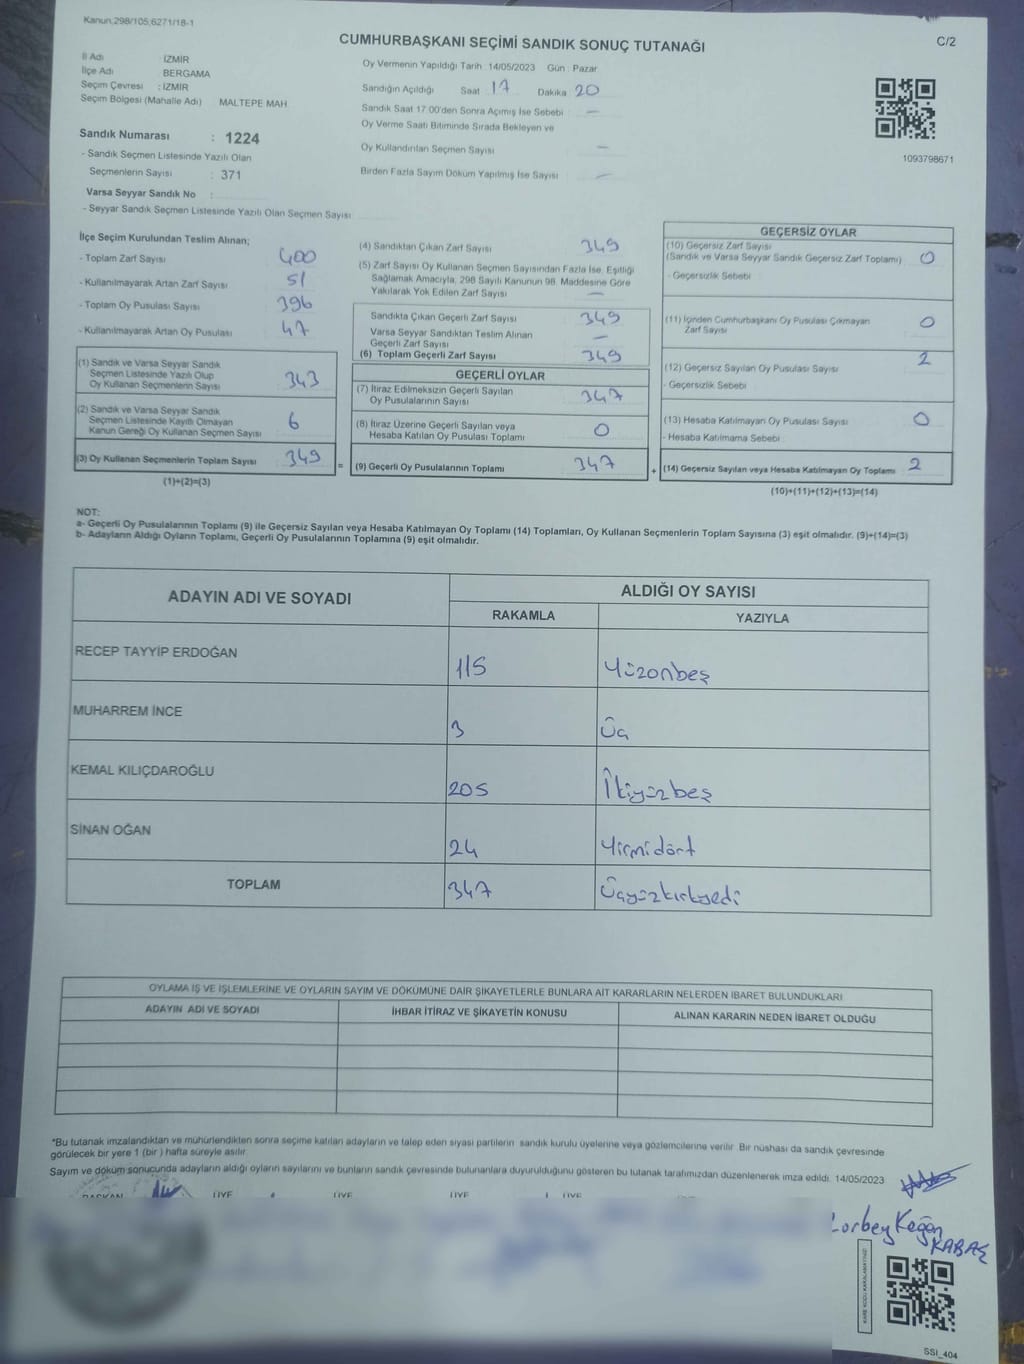 Kanun;298/105,6271/18-1
CUMHURBAŞKANI SEÇİMİ SANDIK SONUÇ TUTANAĞI
C/2
İl Adı : İZMİR
İlçe Adı BERGAMA
Seçim Çevresi : İZMİR
Seçim Bölgesi (Mahalle Adı) MALTEPE MAH.
Sandık Numarası : 1224
- Sandık Seçmen Listesinde Yazılı Olan
Seçmenlerin Sayısı : 371
Varsa Seyyar Sandık No :
- Seyyar Sandık Seçmen Listesinde Yazılı Olan Seçmen Sayısı
Oy Vermenin Yapıldığı Tarih 14/05/2023 Gün : Pazar
Sandığın Açıldığı Saat : 17 Dakika : 20
Sandık Saat 17:00'den Sonra Açımış İse Sebebi : —
Oy Verme Saati Bitiminde Sırada Bekleyen ve
Oy Kullandırılan Seçmen Sayısı —
Birden Fazla Sayım Döküm Yapılmış İse Sayısı —
1093798671
İlçe Seçim Kurulundan Teslim Alınan;
- Toplam Zarf Sayısı 400
- Kullanılmayarak Artan Zarf Sayısı 51
- Toplam Oy Pusulası Sayısı 396
- Kullanılmayarak Artan Oy Pusulası 47
(1) Sandık ve Varsa Seyyar Sandık
Seçmen Listesinde Yazılı Olup
Oy Kullanan Seçmenlerin Sayısı 343
(2) Sandık ve Varsa Seyyar Sandık
Seçmen Listesinde Kayıtlı Olmayan
Kanun Gereği Oy Kullanan Seçmen Sayısı 6
(3) Oy Kullanan Seçmenlerin Toplam Sayısı 349
(1)+(2)=(3)
(4) Sandıktan Çıkan Zarf Sayısı 349
(5) Zarf Sayısı Oy Kullanan Seçmen Sayısından Fazla İse, Eşitliği
Sağlamak Amacıyla, 298 Sayılı Kanunun 98. Maddesine Göre
Yakılarak Yok Edilen Zarf Sayısı —
Sandıkta Çıkan Geçerli Zarf Sayısı 349
Varsa Seyyar Sandıktan Teslim Alınan
Geçerli Zarf Sayısı —
(6) Toplam Geçerli Zarf Sayısı 349
GEÇERLİ OYLAR
(7) İtiraz Edilmeksizin Geçerli Sayılan
Oy Pusulalarının Sayısı 347
(8) İtiraz Üzerine Geçerli Sayılan veya
Hesaba Katılan Oy Pusulası Toplamı 0
= (9) Geçerli Oy Pusulalarının Toplamı 347
GEÇERSİZ OYLAR
(10) Geçersiz Zarf Sayısı
(Sandık ve Varsa Seyyar Sandık Geçersiz Zarf Toplamı) 0
- Geçersizlik Sebebi
(11) İçinden Cumhurbaşkanı Oy Pusulası Çıkmayan
Zarf Sayısı 0
(12) Geçersiz Sayılan Oy Pusulası Sayısı 2
- Geçersizlik Sebebi
(13) Hesaba Katılmayan Oy Pusulası Sayısı 0
- Hesaba Katılmama Sebebi
+ (14) Geçersiz Sayılan veya Hesaba Katılmayan Oy Toplamı 2
(10)+(11)+(12)+(13)=(14)
NOT:
a- Geçerli Oy Pusulalarının Toplamı (9) ile Geçersiz Sayılan veya Hesaba Katılmayan Oy Toplamı (14) Toplamları, Oy Kullanan Seçmenlerin Toplam Sayısına (3) eşit olmalıdır. (9)+(14)=(3)
b- Adayların Aldığı Oyların Toplamı, Geçerli Oy Pusulalarının Toplamına (9) eşit olmalıdır.
ADAYIN ADI VE SOYADI ALDIĞI OY SAYISI
RAKAMLA YAZIYLA
RECEP TAYYİP ERDOĞAN 115 Yüzonbeş
MUHARREM İNCE 3 Üç
KEMAL KILIÇDAROĞLU 205 İkiyüzbeş
SİNAN OĞAN 24 Yirmidört
TOPLAM 347 Üçyüzkırkyedi
OYLAMA İŞ VE İŞLEMLERİNE VE OYLARIN SAYIM VE DÖKÜMÜNE DAİR ŞİKAYETLERLE BUNLARA AİT KARARLARIN NELERDEN İBARET BULUNDUKLARI
ADAYIN ADI VE SOYADI İHBAR İTİRAZ VE ŞİKAYETİN KONUSU ALINAN KARARIN NEDEN İBARET OLDUĞU
*Bu tutanak imzalandıktan ve mühürlendikten sonra seçime katılan adayların ve talep eden siyasi partilerin sandık kurulu üyelerine veya gözlemcilerine verilir. Bir nüshası da sandık çevresinde
görülecek bir yere 1 (bir ) hafta süreyle asılır.
Sayım ve döküm sonucunda adayların aldığı oyların sayılarını ve bunların sandık çevresinde bulunanlara duyurulduğunu gösteren bu tutanak tarafımızdan düzenlenerek imza edildi. 14/05/2023
BAŞKAN ÜYE ÜYE ÜYE ÜYE
KABAŞ
KARE KODU KARALAMAYINIZ!
SSI_404